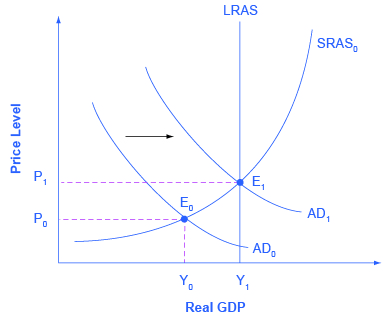 LRAS
SRAS₀
Price Level
P₁
E₁
E₀
P₀
AD₁
AD₀
Y₀
Y₁
Real GDP